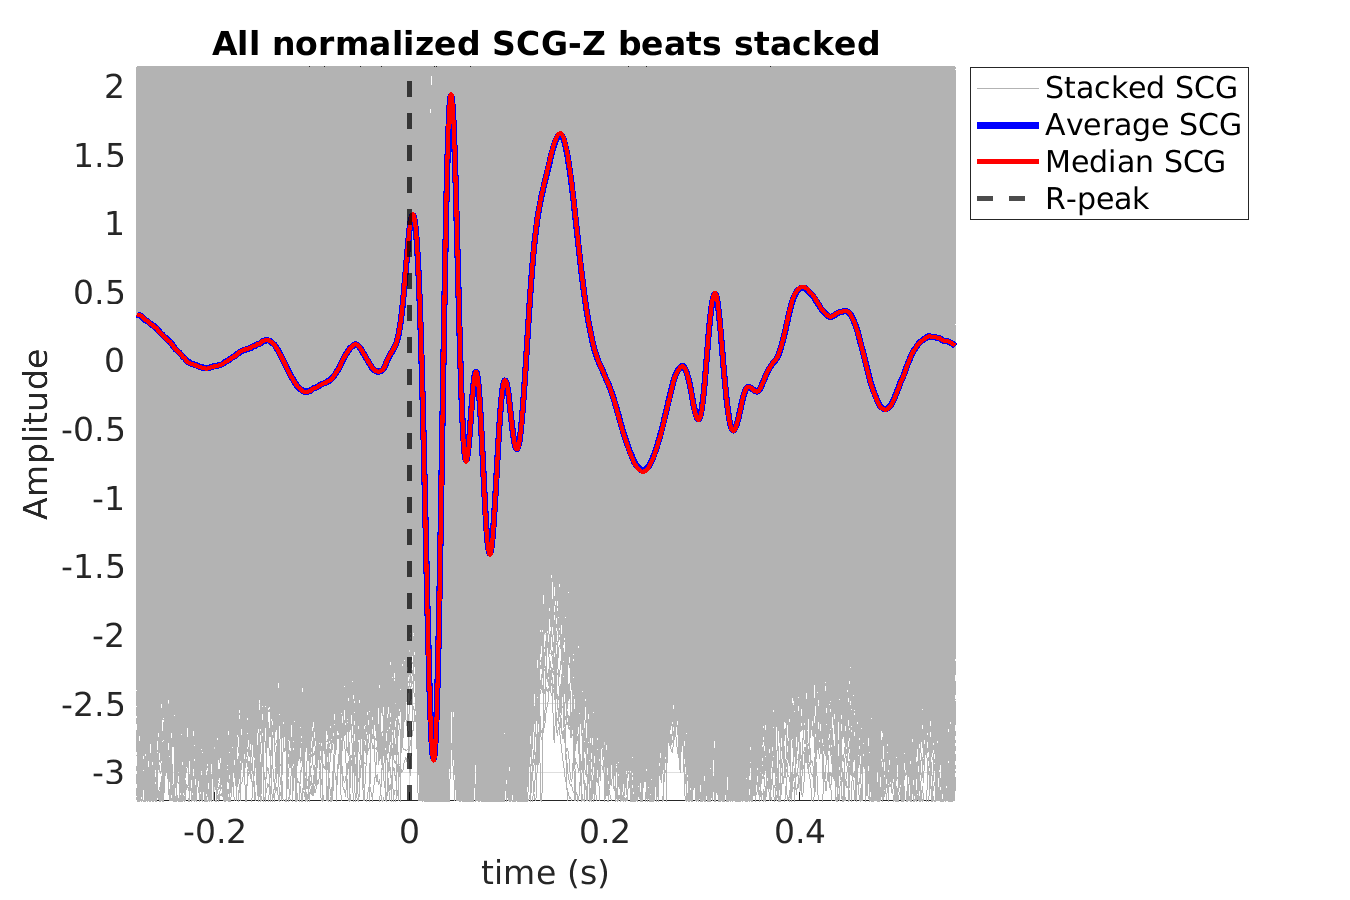 All normalized SCG-Z beats stacked
Stacked SCG
Average SCG
Median SCG
R-peak
Amplitude
2
1.5
1
0.5
0
-0.5
-1
-1.5
-2
-2.5
-3
-0.2
0
0.2
0.4
time (s)